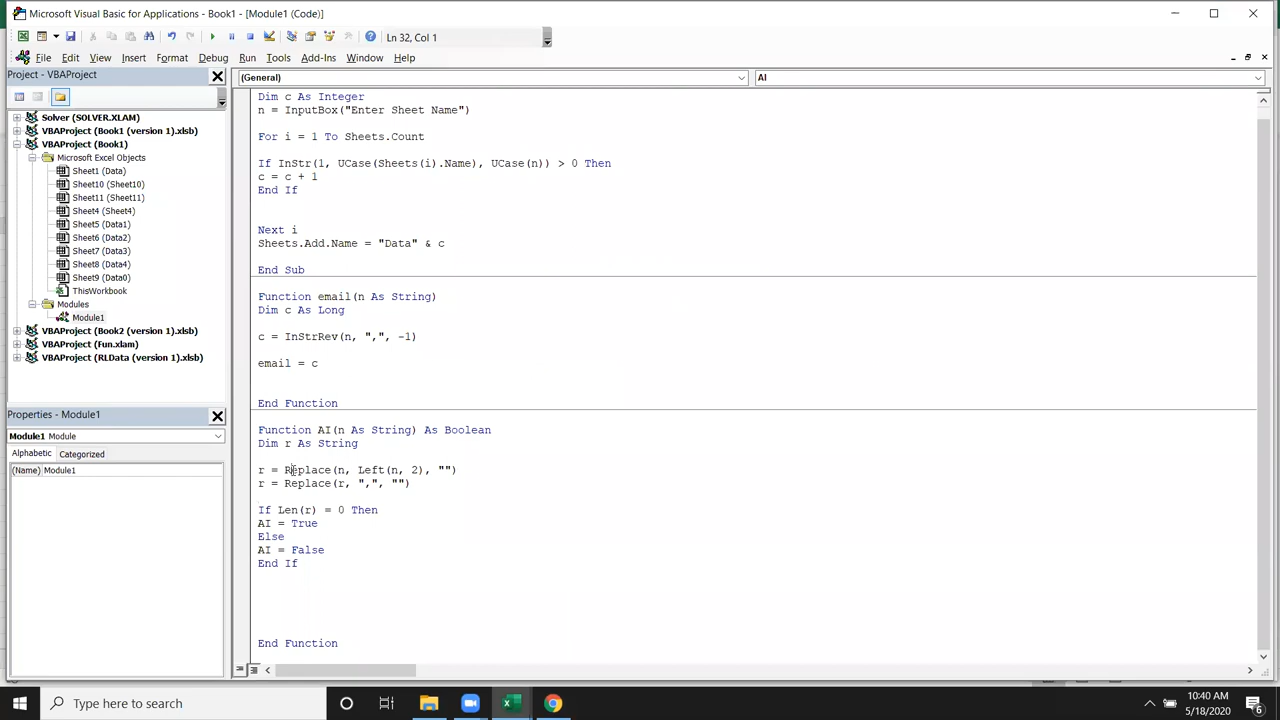 Microsoft Visual Basic for Applications - Book1 - [Module1 (Code)]
Ln 32, Col 1
File Edit View Insert Format Debug Run Tools Add-Ins Window Help
Project - VBAProject
(General)
AI
Solver (SOLVER.XLAM)
VBAProject (Book1 (version 1).xlsb)
VBAProject (Book1)
Microsoft Excel Objects
Sheet1 (Data)
Sheet10 (Sheet10)
Sheet11 (Sheet11)
Sheet4 (Sheet4)
Sheet5 (Data1)
Sheet6 (Data2)
Sheet7 (Data3)
Sheet8 (Data4)
Sheet9 (Data0)
ThisWorkbook
Modules
Module1
VBAProject (Book2 (version 1).xlsb)
VBAProject (Fun.xlam)
VBAProject (RLData (version 1).xlsb)
Properties - Module1
Module1 Module
Alphabetic Categorized
(Name) Module1
Dim c As Integer
n = InputBox("Enter Sheet Name")
For i = 1 To Sheets.Count
If InStr(1, UCase(Sheets(i).Name), UCase(n)) > 0 Then
c = c + 1
End If
Next i
Sheets.Add.Name = "Data" & c
End Sub
Function email(n As String)
Dim c As Long
c = InStrRev(n, ",", -1)
email = c
End Function
Function AI(n As String) As Boolean
Dim r As String
r = Replace(n, Left(n, 2), "")
r = Replace(r, ",", "")
If Len(r) = 0 Then
AI = True
Else
AI = False
End If
End Function
Type here to search
10:40 AM
5/18/2020
6